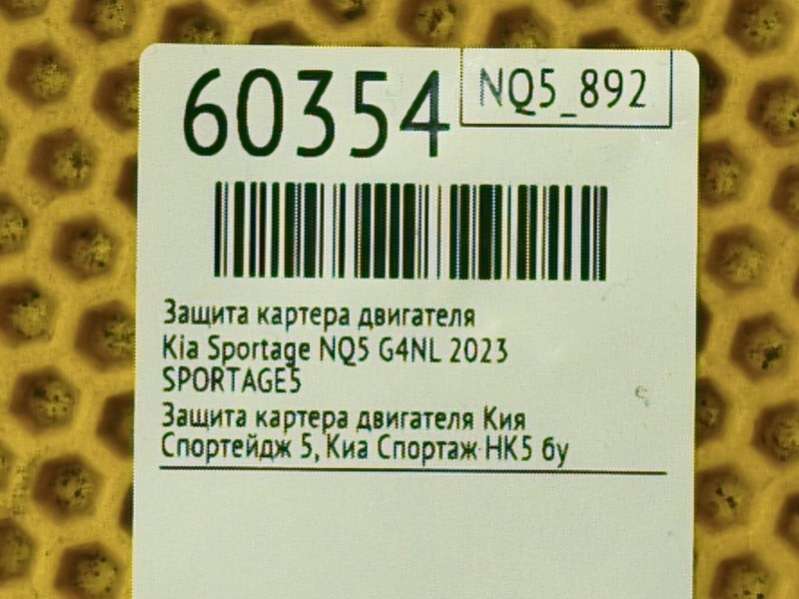 60354
NQ5_892
Защита картера двигателя
Kia Sportage NQ5 G4NL 2023
SPORTAGE5
Защита картера двигателя Кия
Спортейдж 5, Киа Спортаж НК5 бу